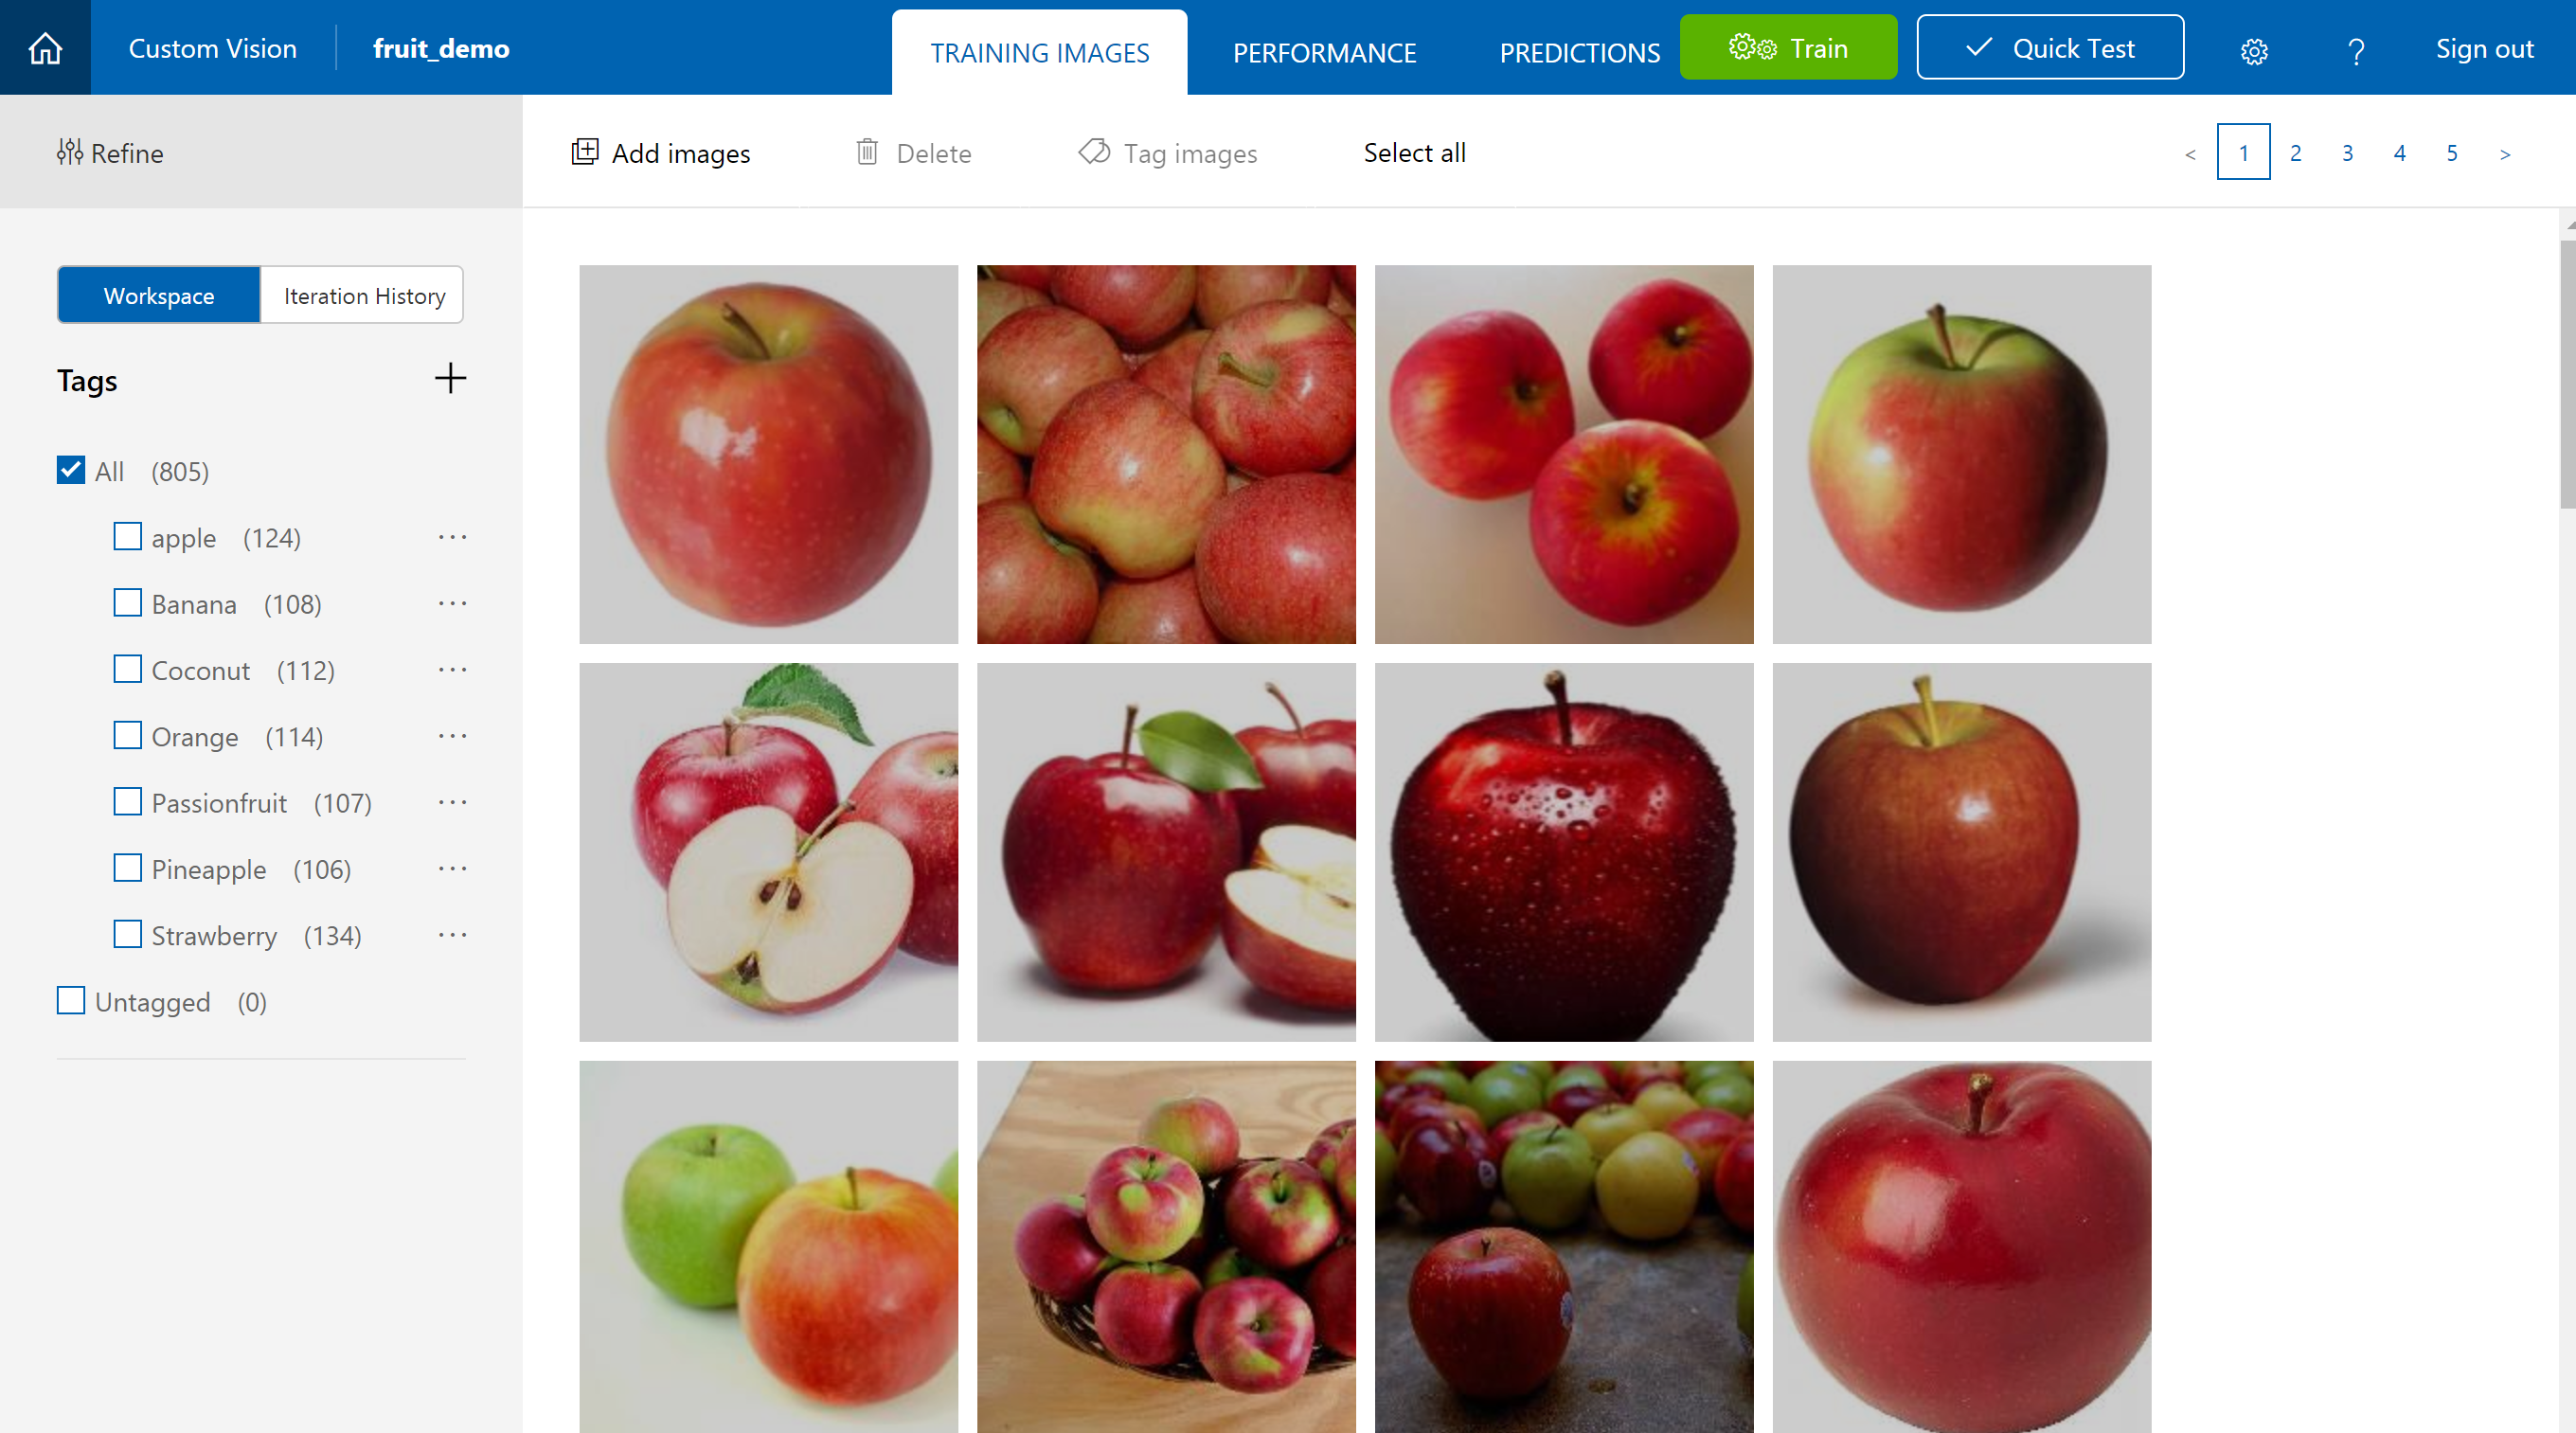 Custom Vision
fruit_demo
TRAINING IMAGES
PERFORMANCE
PREDICTIONS
Train
Quick Test
?
Sign out
Refine
Add images
Delete
Tag images
Select all
< 1 2 3 4 5 >
Workspace
Iteration History
Tags
All (805)
apple (124) ...
Banana (108) ...
Coconut (112) ...
Orange (114) ...
Passionfruit (107) ...
Pineapple (106) ...
Strawberry (134) ...
Untagged (0)